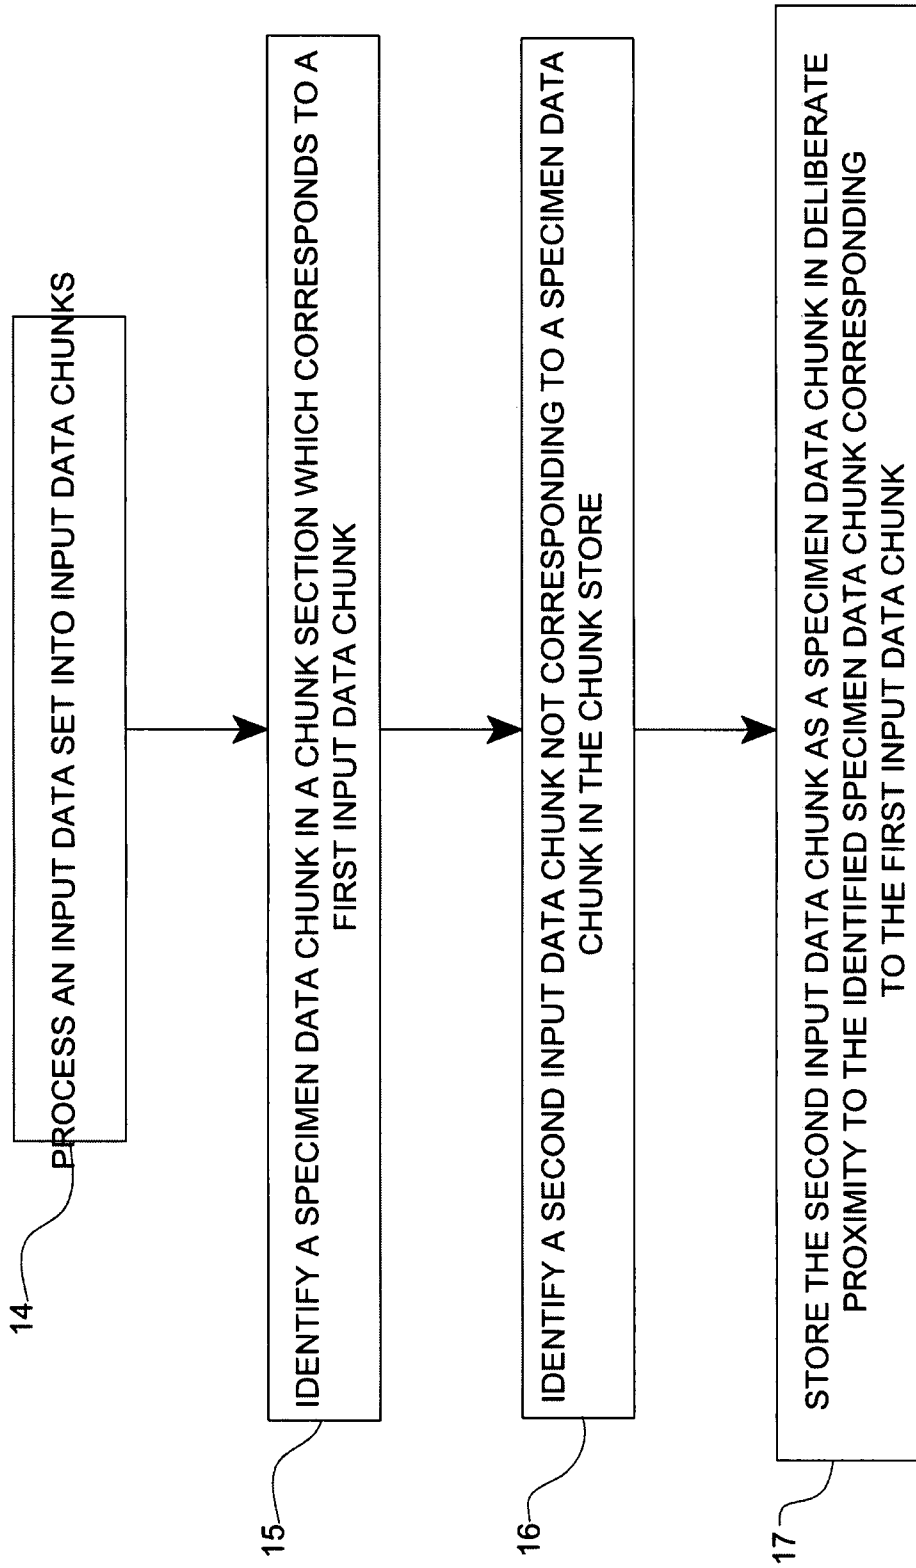 14
PROCESS AN INPUT DATA SET INTO INPUT DATA CHUNKS
15
IDENTIFY A SPECIMEN DATA CHUNK IN A CHUNK SECTION WHICH CORRESPONDS TO A
FIRST INPUT DATA CHUNK
16
IDENTIFY A SECOND INPUT DATA CHUNK NOT CORRESPONDING TO A SPECIMEN DATA
CHUNK IN THE CHUNK STORE
17
STORE THE SECOND INPUT DATA CHUNK AS A SPECIMEN DATA CHUNK IN DELIBERATE
PROXIMITY TO THE IDENTIFIED SPECIMEN DATA CHUNK CORRESPONDING
TO THE FIRST INPUT DATA CHUNK